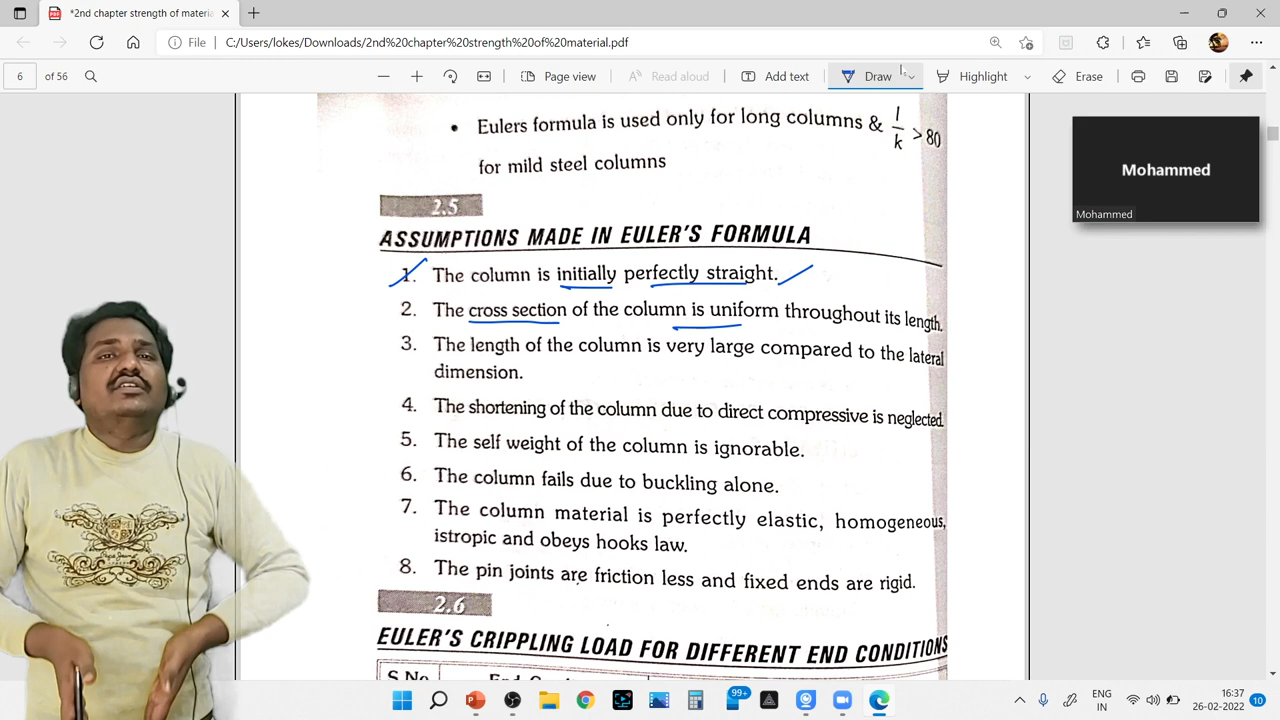 *2nd chapter strength of materia
File C:/Users/lokes/Downloads/2nd%20chapter%20strength%20of%20material.pdf
6 of 56 Page view Read aloud Add text Draw Highlight Erase
• Eulers formula is used only for long columns & l/k > 80
for mild steel columns
2.5
ASSUMPTIONS MADE IN EULER'S FORMULA
1. The column is initially perfectly straight.
2. The cross section of the column is uniform throughout its length.
3. The length of the column is very large compared to the lateral
dimension.
4. The shortening of the column due to direct compressive is neglected.
5. The self weight of the column is ignorable.
6. The column fails due to buckling alone.
7. The column material is perfectly elastic, homogeneous,
istropic and obeys hooks law.
8. The pin joints are friction less and fixed ends are rigid.
2.6
EULER'S CRIPPLING LOAD FOR DIFFERENT END CONDITIONS
S.No
Mohammed
Mohammed
99+
ENG
IN
16:37
26-02-2022
10